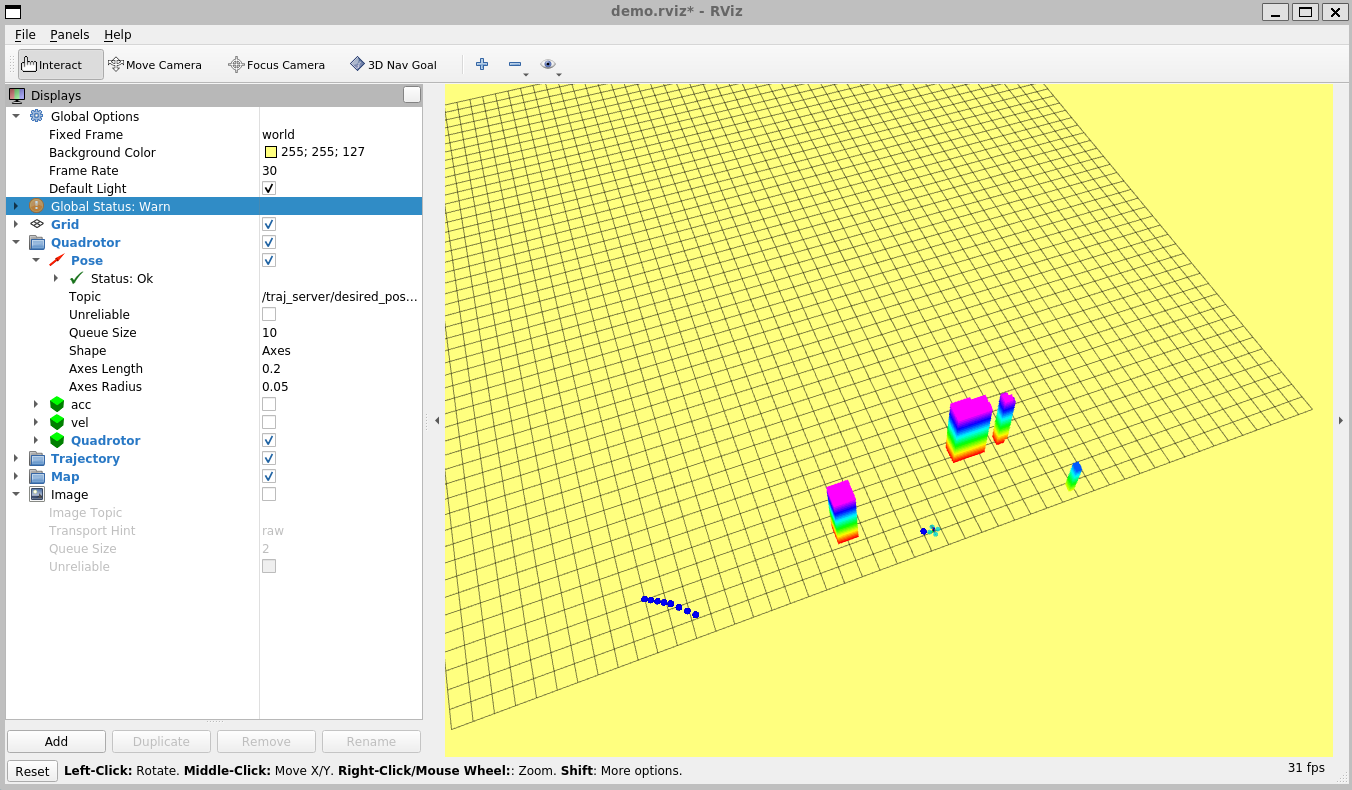 demo.rviz* - RViz
File Panels Help
Interact Move Camera Focus Camera 3D Nav Goal
Displays
Global Options
Fixed Frame world
Background Color 255; 255; 127
Frame Rate 30
Default Light
Global Status: Warn
Grid
Quadrotor
Pose
Status: Ok
Topic /traj_server/desired_pos...
Unreliable
Queue Size 10
Shape Axes
Axes Length 0.2
Axes Radius 0.05
acc
vel
Quadrotor
Trajectory
Map
Image
Image Topic
Transport Hint raw
Queue Size 2
Unreliable
Add Duplicate Remove Rename
Reset Left-Click: Rotate. Middle-Click: Move X/Y. Right-Click/Mouse Wheel:: Zoom. Shift: More options. 31 fps